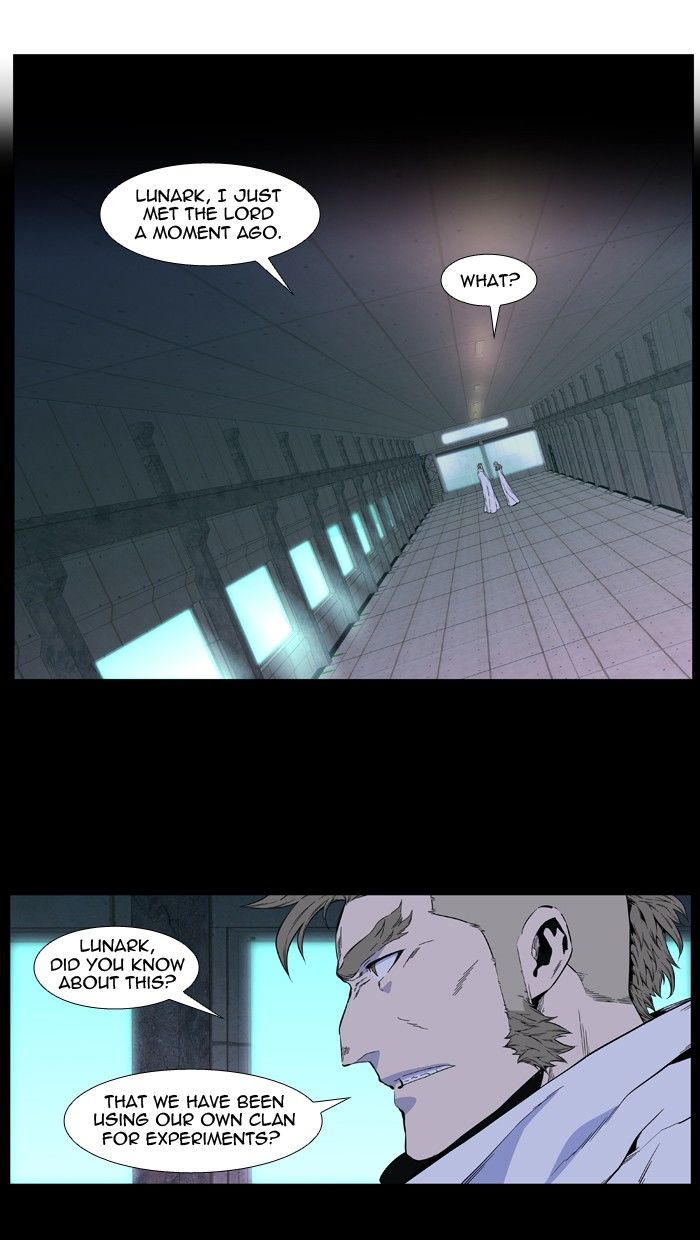 LUNARK, I JUST
MET THE LORD
A MOMENT AGO.
WHAT?
LUNARK,
DID YOU KNOW
ABOUT THIS?
THAT WE HAVE BEEN
USING OUR OWN CLAN
FOR EXPERIMENTS?